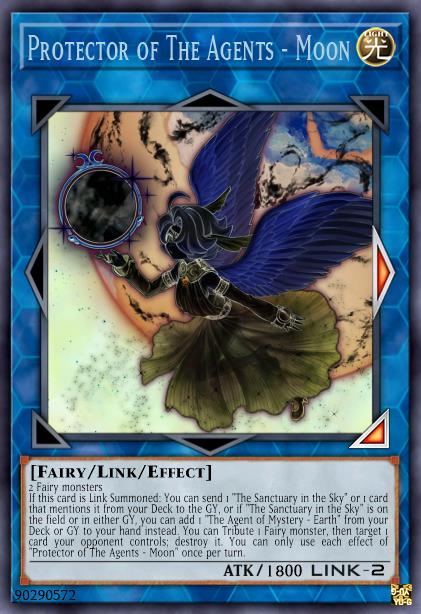 Protector of The Agents - Moon
LIGHT
光
[Fairy/Link/Effect]
2 Fairy monsters
If this card is Link Summoned: You can send 1 "The Sanctuary in the Sky" or 1 card
that mentions it from your Deck to the GY, or if "The Sanctuary in the Sky" is on
the field or in either GY, you can add 1 "The Agent of Mystery - Earth" from your
Deck or GY to your hand instead. You can Tribute 1 Fairy monster, then target 1
card your opponent controls; destroy it. You can only use each effect of
"Protector of The Agents - Moon" once per turn.
ATK/1800 LINK-2
90290572